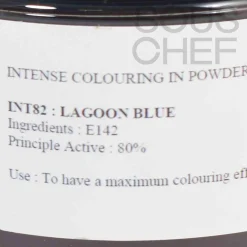 SOUS
CHEF
INTENSE COLOURING IN POWDER
INT82 : LAGOON BLUE
Ingredients : E142
Principle Active : 80%
Use : To have a maximum colouring eff